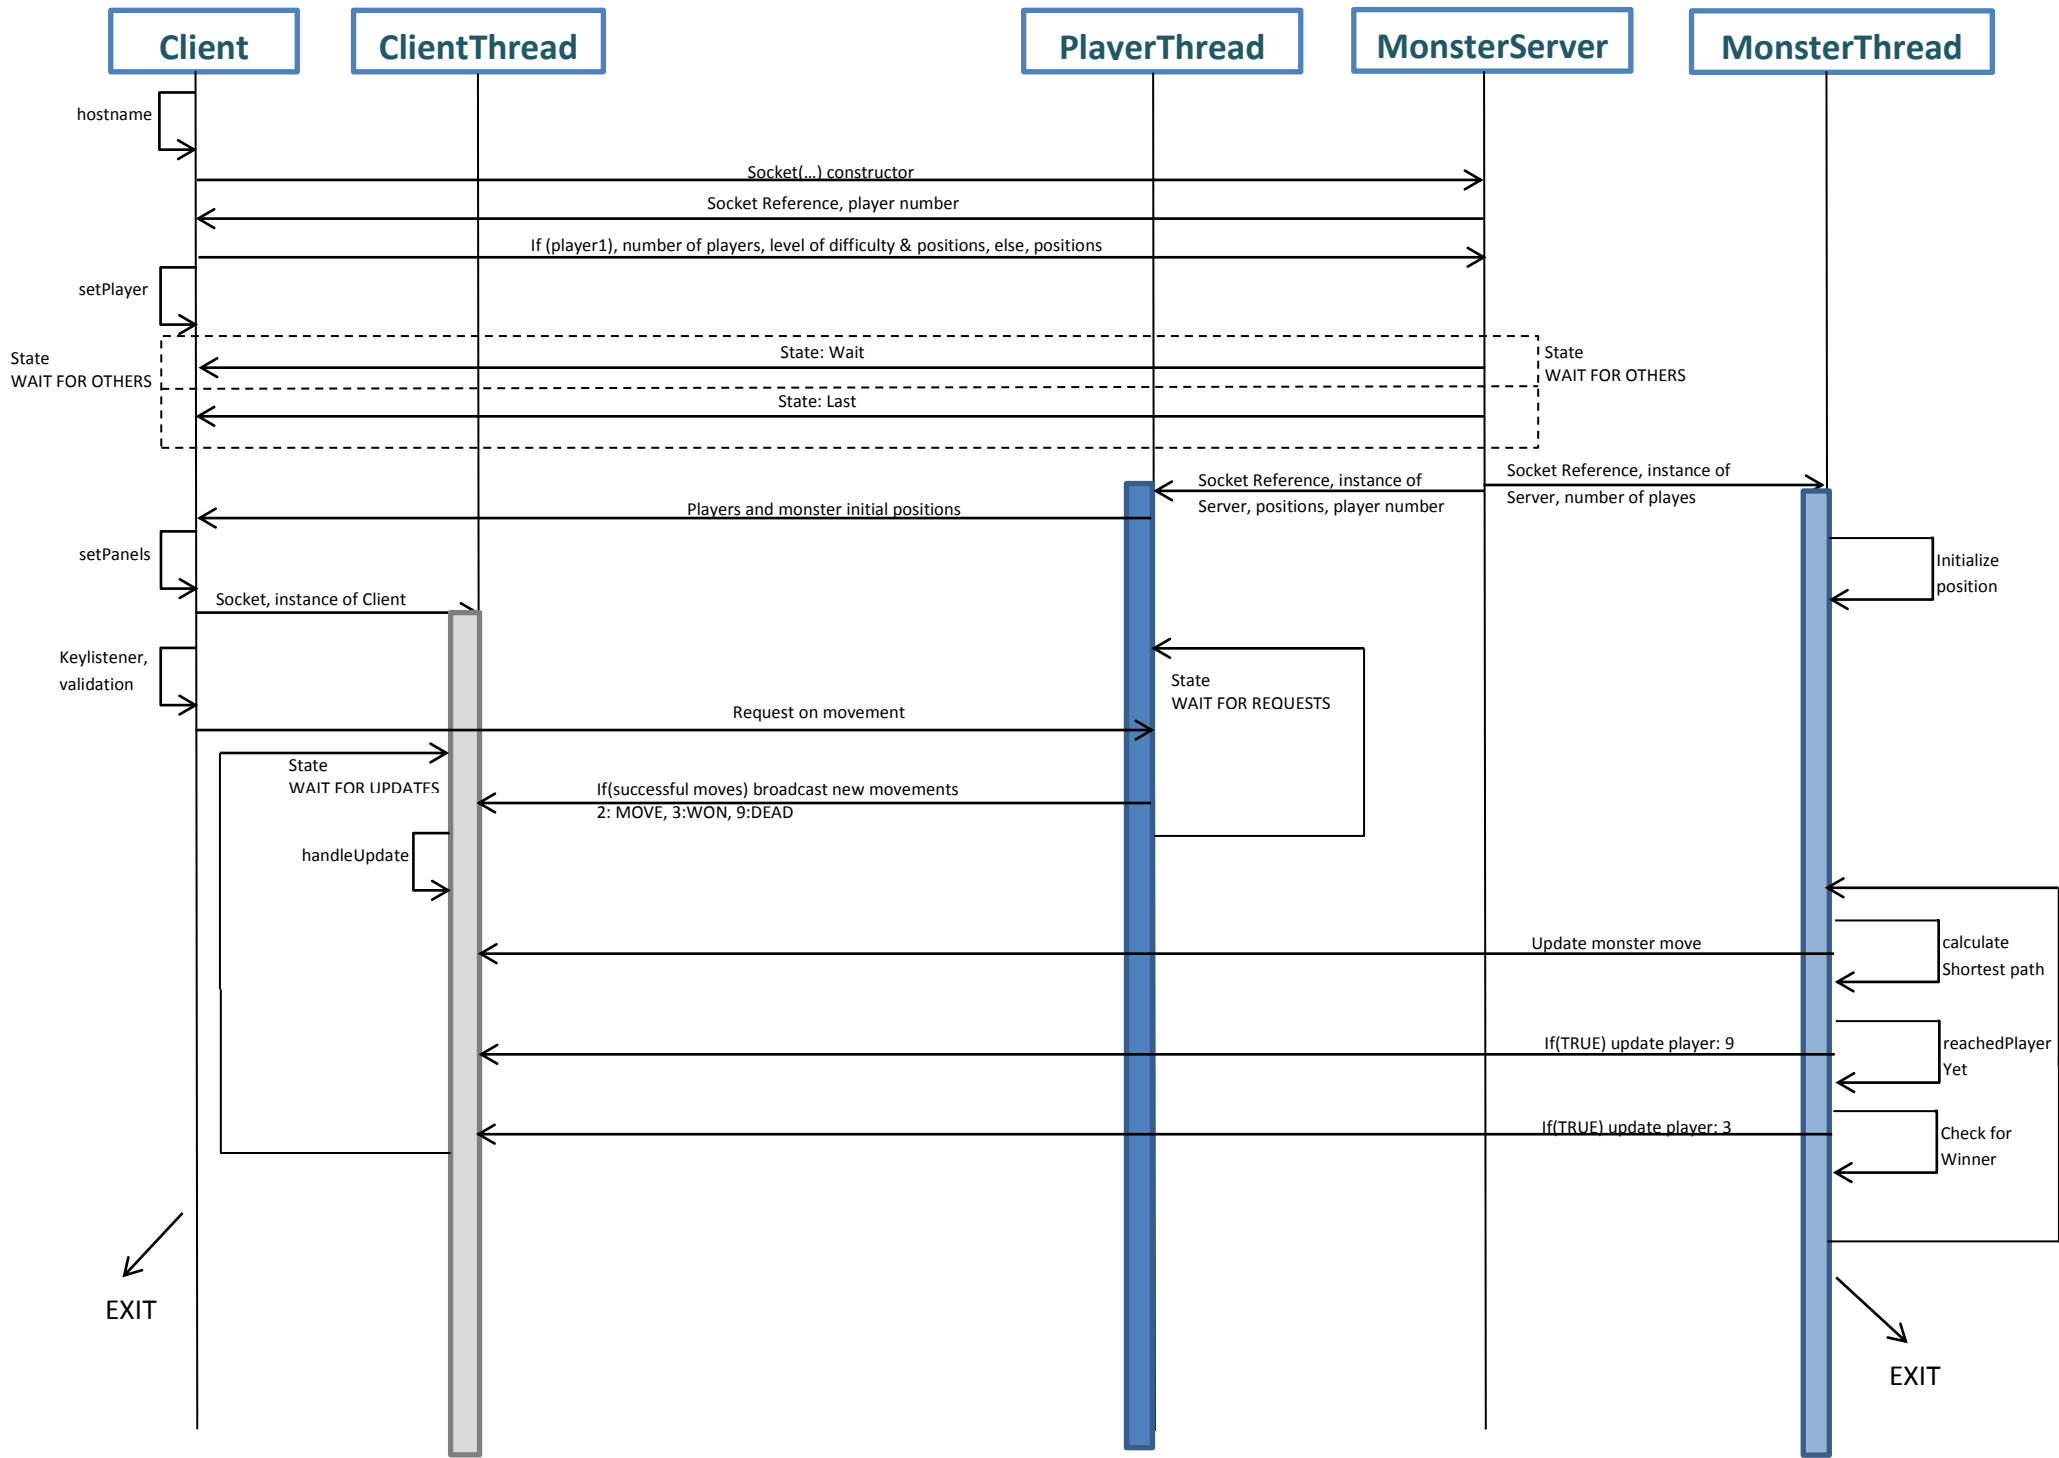 Client
ClientThread
PlaverThread
MonsterServer
MonsterThread
hostname
Socket(...) constructor
Socket Reference, player number
If (player1), number of players, level of difficulty & positions, else, positions
setPlayer
State
WAIT FOR OTHERS
State: Wait
State
WAIT FOR OTHERS
State: Last
Socket Reference, instance of
Server, positions, player number
Socket Reference, instance of
Server, number of playes
Players and monster initial positions
setPanels
Initialize
position
Socket, instance of Client
Keylistener,
validation
State
WAIT FOR REQUESTS
Request on movement
State
WAIT FOR UPDATES
If(successful moves) broadcast new movements
2: MOVE, 3:WON, 9:DEAD
handleUpdate
Update monster move
calculate
Shortest path
If(TRUE) update player: 9
reachedPlayer
Yet
If(TRUE) update player: 3
Check for
Winner
EXIT
EXIT